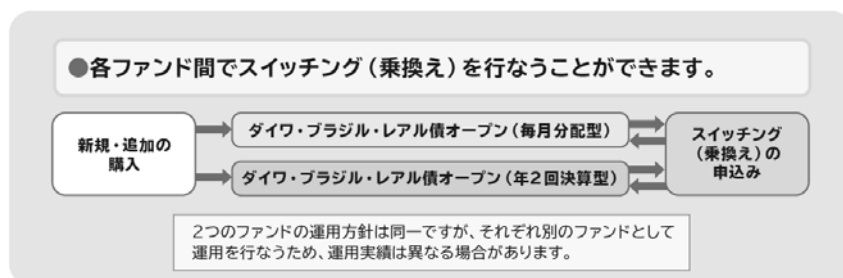 ●各ファンド間でスイッチング（乗換え）を行なうことができます。
新規・追加の
購入
ダイワ・ブラジル・レアル債オープン（毎月分配型）
ダイワ・ブラジル・レアル債オープン（年2回決算型）
スイッチング
（乗換え）の
申込み
2つのファンドの運用方針は同一ですが、それぞれ別のファンドとして
運用を行なうため、運用実績は異なる場合があります。